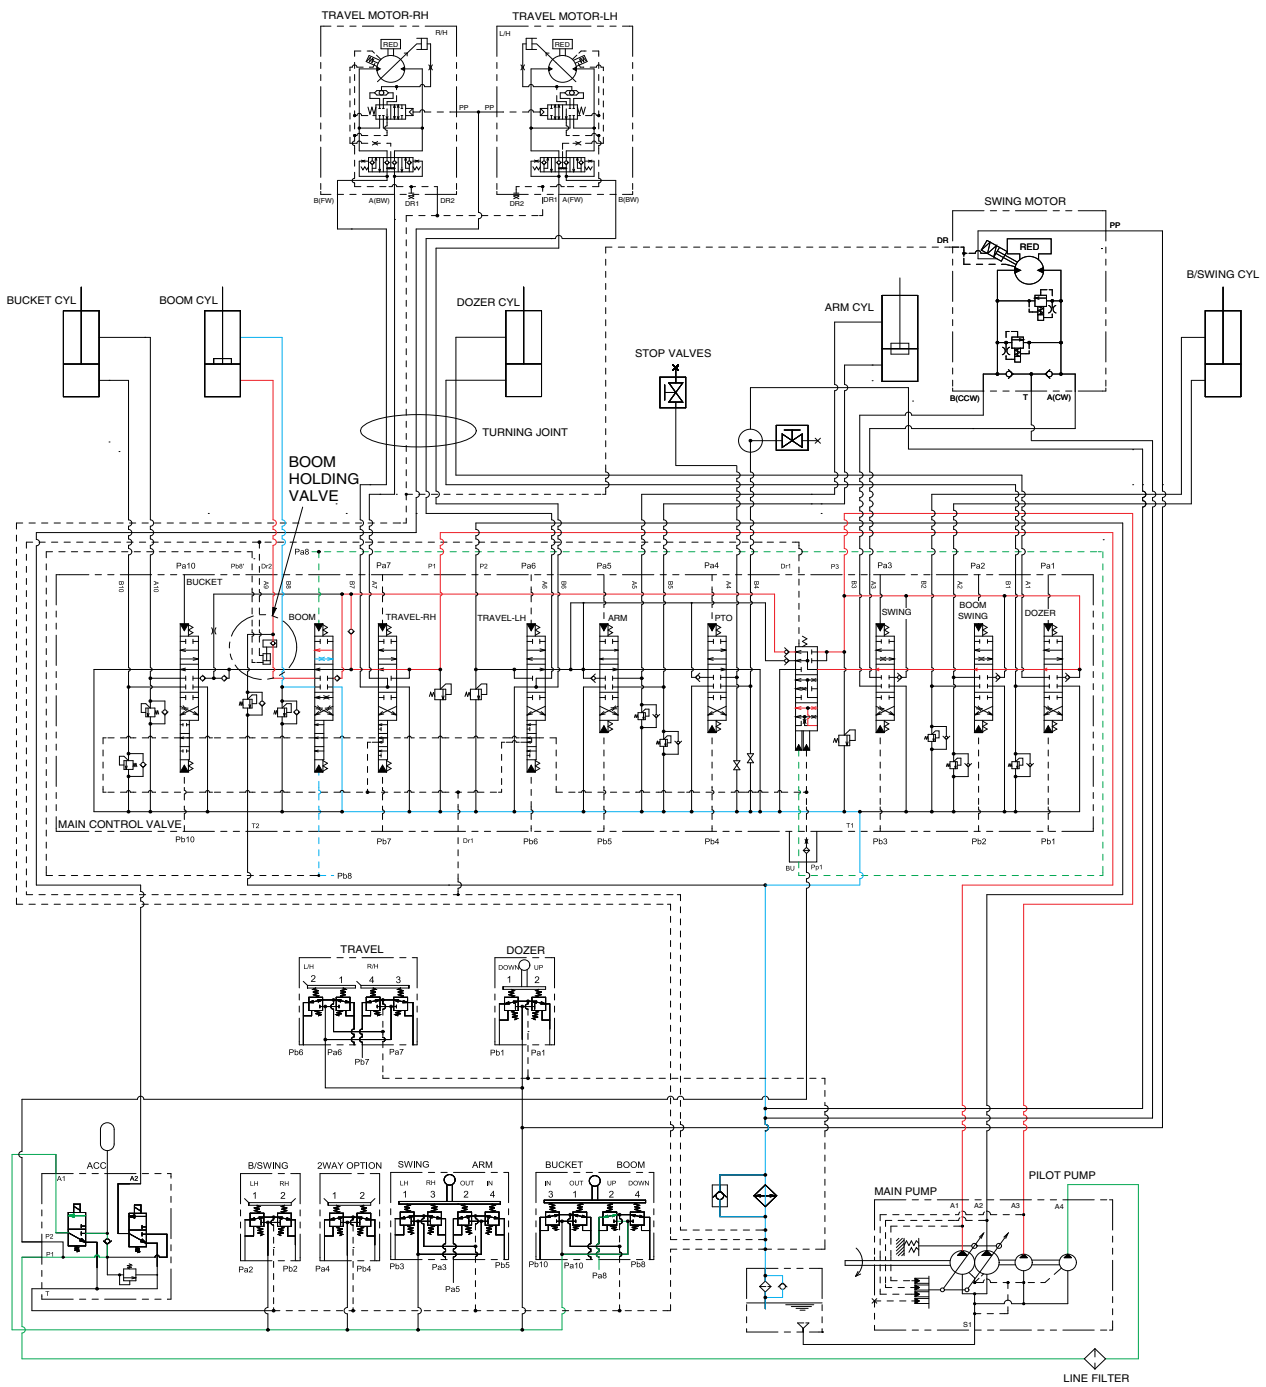 TRAVEL MOTOR-RH
TRAVEL MOTOR-LH
R/H
L/H
RED
RED
PP
PP
B(FW)
A(BW)
DR1
DR2
DR2
DR1
A(FW)
B(BW)
SWING MOTOR
DR
PP
RED
B(CCW)
T
A(CW)
BUCKET CYL
BOOM CYL
DOZER CYL
ARM CYL
B/SWING CYL
STOP VALVES
TURNING JOINT
BOOM
HOLDING
VALVE
Pa8
Pa10
Pb8'
Dr2
Pa7
P1
P2
Pa6
Pa5
Pa4
Dr1
P3
Pa3
Pa2
Pa1
B10
A10
A9
B8
B7
A7
A6
B6
A5
B5
A4
B4
B3
A3
B2
A2
B1
A1
BUCKET
BOOM
TRAVEL-RH
TRAVEL-LH
ARM
PTO
SWING
BOOM
SWING
DOZER
MAIN CONTROL VALVE
T2
T1
Pb10
Pb7
Dr1
Pb6
Pb5
Pb4
Pb3
Pb2
Pb1
BU
Pp1
Pb8
TRAVEL
L/H
R/H
2
1
4
3
Pb6
Pa6
Pb7
Pa7
DOZER
DOWN
UP
1
2
Pb1
Pa1
ACC
A1
A2
P2
P1
T
B/SWING
LH
RH
1
2
Pa2
Pb2
2WAY OPTION
1
2
Pa4
Pb4
SWING
ARM
LH
RH
OUT
IN
1
3
2
4
Pb3
Pa3
Pa5
Pb5
BUCKET
BOOM
IN
OUT
UP
DOWN
3
1
2
4
Pb10
Pa10
Pa8
Pb8
PILOT PUMP
MAIN PUMP
A1
A2
A3
A4
S1
LINE FILTER